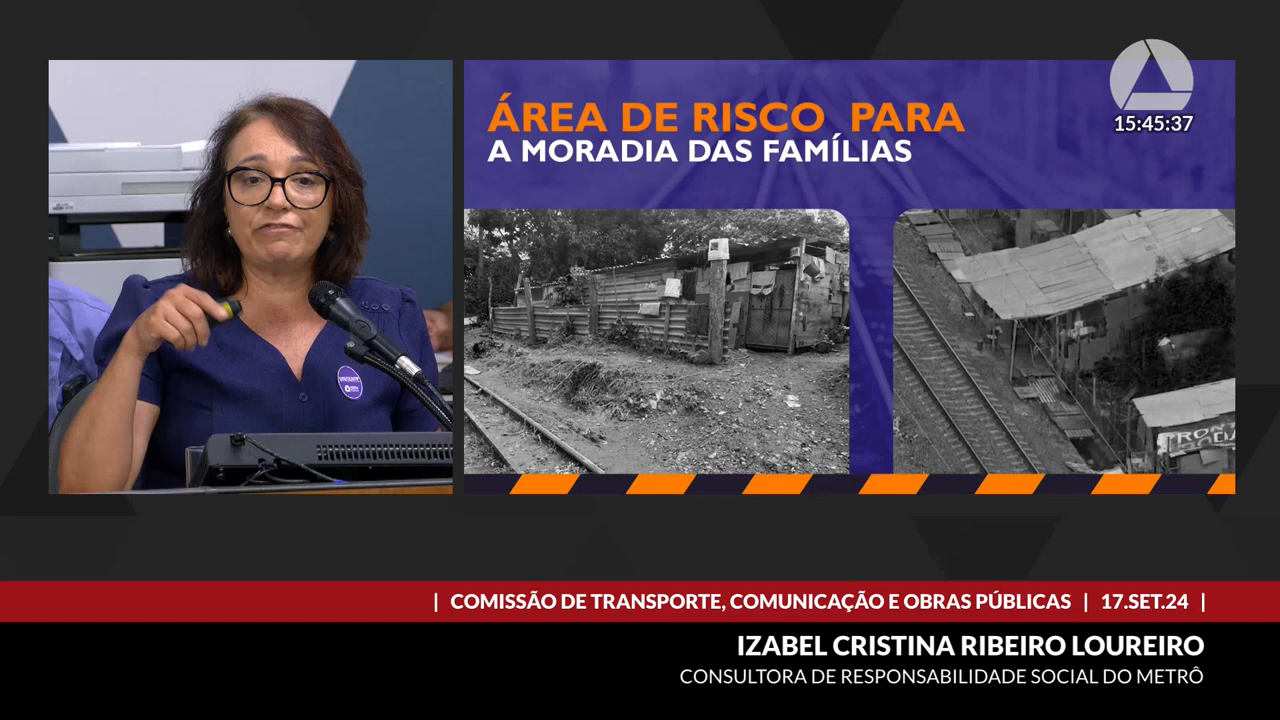 ÁREA DE RISCO PARA
A MORADIA DAS FAMÍLIAS
15:45:37
VISITANTE
| COMISSÃO DE TRANSPORTE, COMUNICAÇÃO E OBRAS PÚBLICAS | 17.SET.24 |
IZABEL CRISTINA RIBEIRO LOUREIRO
CONSULTORA DE RESPONSABILIDADE SOCIAL DO METRÔ